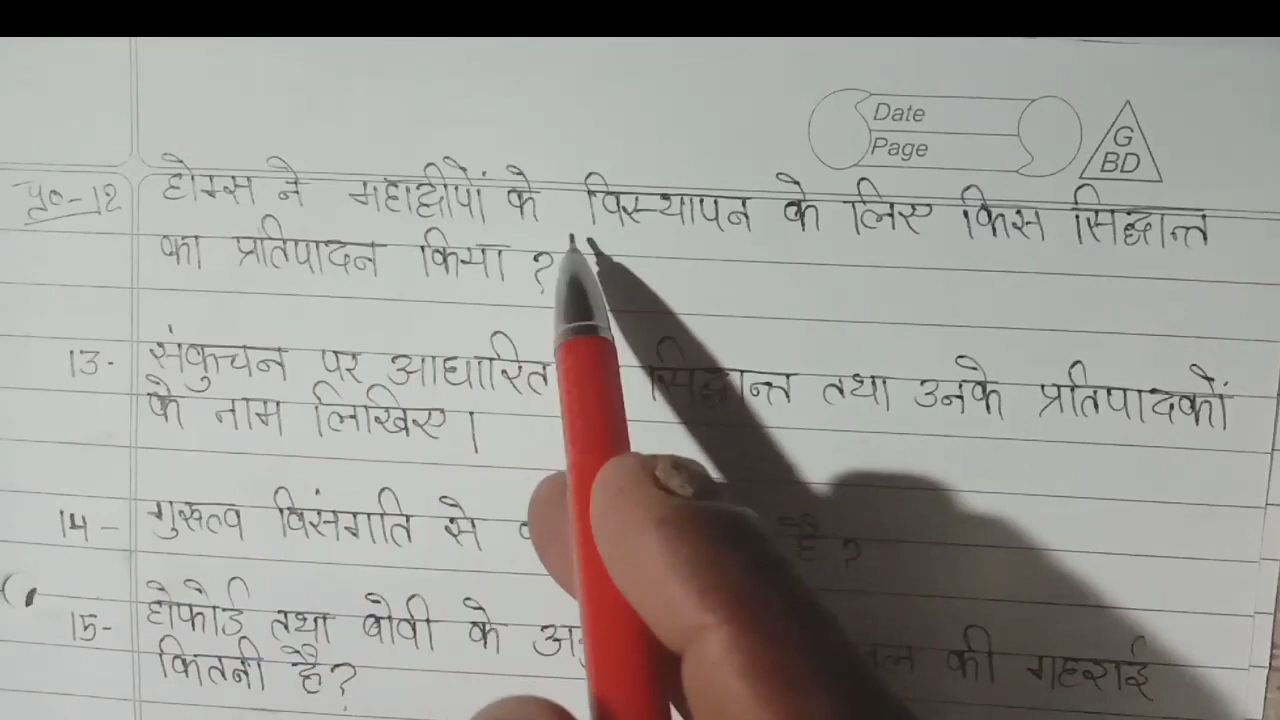 Date
Page
G
BD
प्र०-12 होम्स ने महाद्वीपों के विस्थापन के लिए किस सिद्धान्त
का प्रतिपादन किया ?
13- संकुचन पर आधारित सिद्धान्त तथा उनके प्रतिपादकों
के नाम लिखिए।
14- गुरुत्व विसंगति से है ?
15- होफोर्ड तथा बोवी के की गहराई
कितनी है?